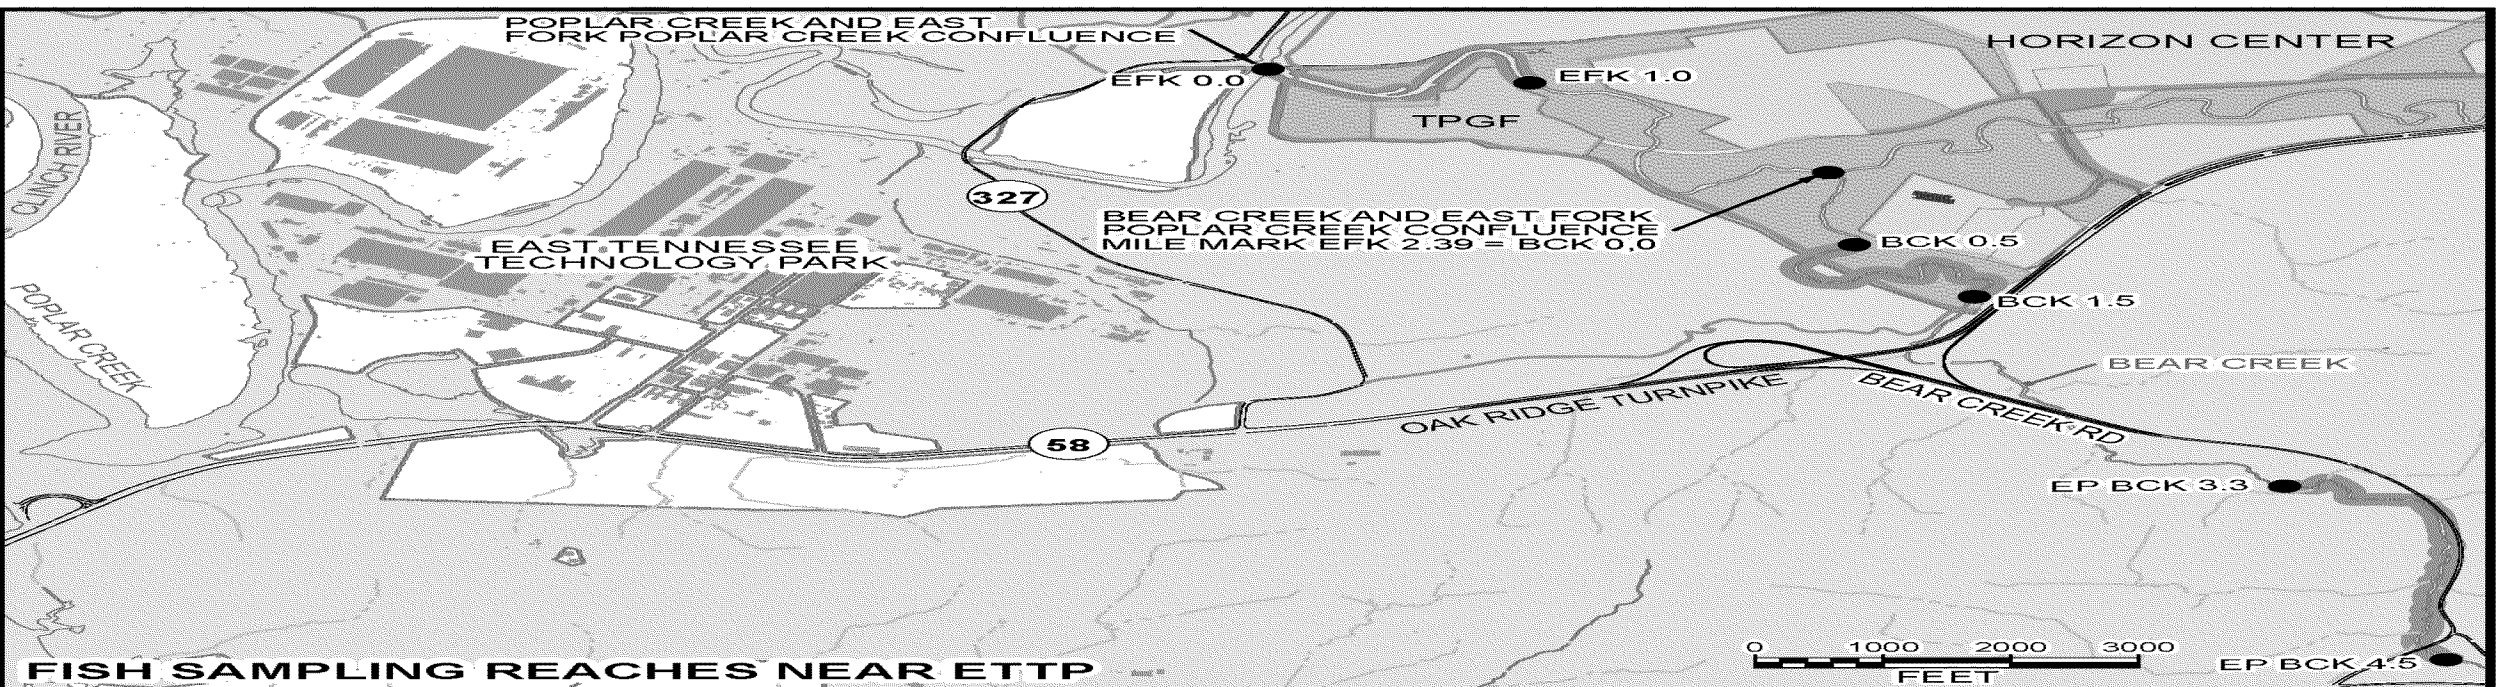 POPLAR CREEK AND EAST
FORK POPLAR CREEK CONFLUENCE
HORIZON CENTER
EFK 0.0
EFK 1.0
TPGF
CLINCH RIVER
327
BEAR CREEK AND EAST FORK
POPLAR CREEK CONFLUENCE
MILE MARK EFK 2.39 = BCK 0,0
BCK 0.5
EAST TENNESSEE
TECHNOLOGY PARK
POPLAR CREEK
BCK 1.5
BEAR CREEK
OAK RIDGE TURNPIKE
BEAR CREEK RD
58
EP BCK 3.3
0 1000 2000 3000
FEET
EP BCK 4.5
FISH SAMPLING REACHES NEAR ETTP